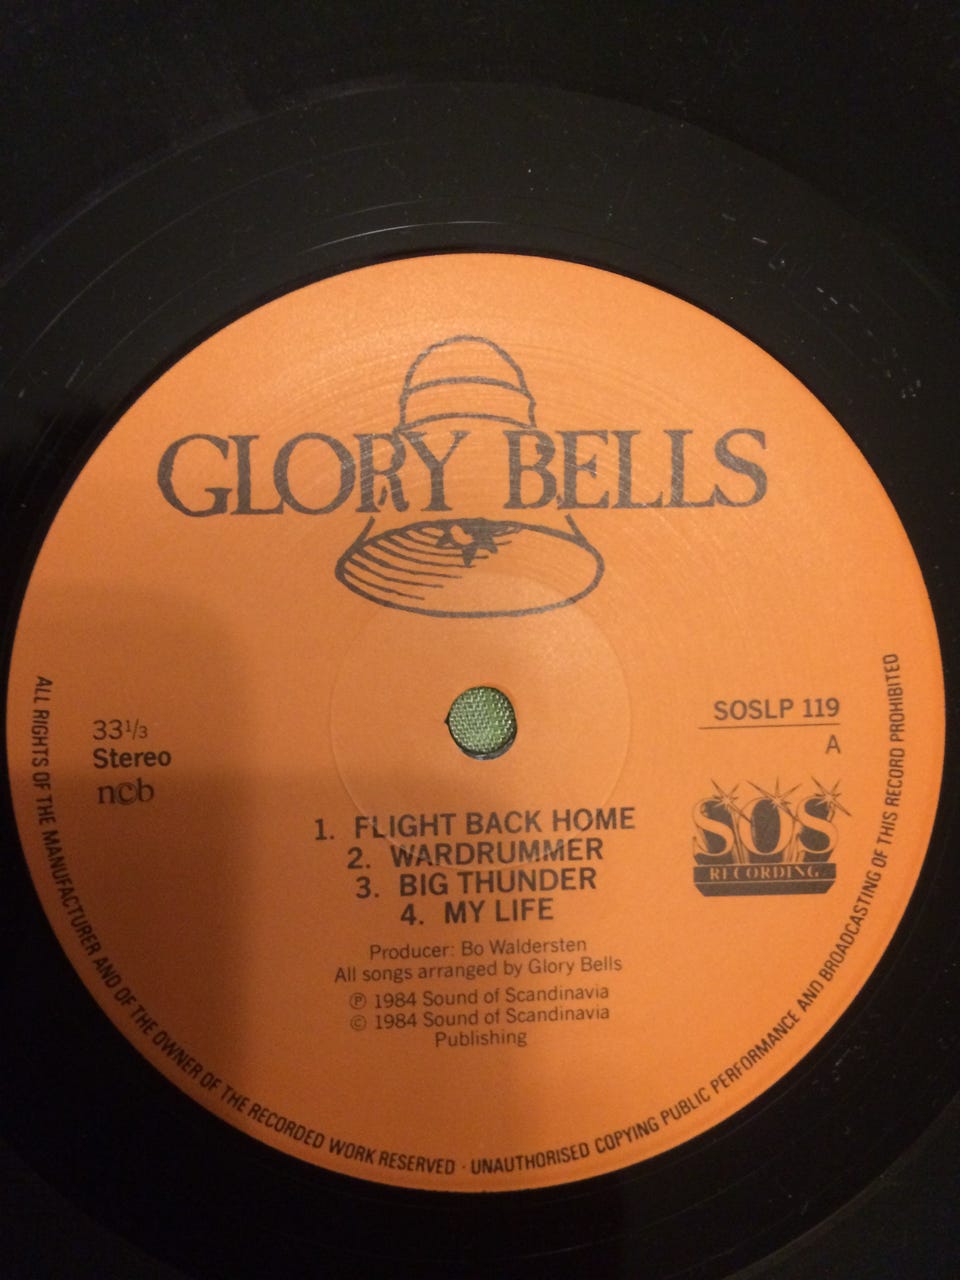 GLORY BELLS
33 1/3
Stereo
n©b
SOSLP 119
A
SOS
RECORDING
1. FLIGHT BACK HOME
2. WARDRUMMER
3. BIG THUNDER
4. MY LIFE
Producer: Bo Waldersten
All songs arranged by Glory Bells
℗ 1984 Sound of Scandinavia
© 1984 Sound of Scandinavia
Publishing
ALL RIGHTS OF THE MANUFACTURER AND OF THE OWNER OF THE RECORDED WORK RESERVED · UNAUTHORISED COPYING PUBLIC PERFORMANCE AND BROADCASTING OF THIS RECORD PROHIBITED